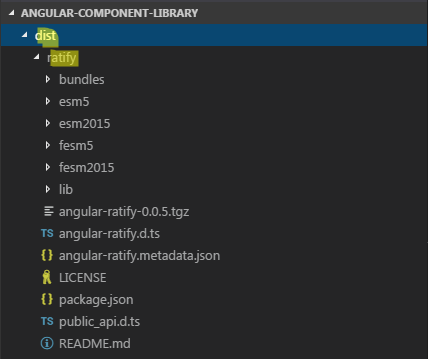 ANGULAR-COMPONENT-LIBRARY
dist
ratify
bundles
esm5
esm2015
fesm5
fesm2015
lib
angular-ratify-0.0.5.tgz
TS angular-ratify.d.ts
{ } angular-ratify.metadata.json
LICENSE
{ } package.json
TS public_api.d.ts
README.md